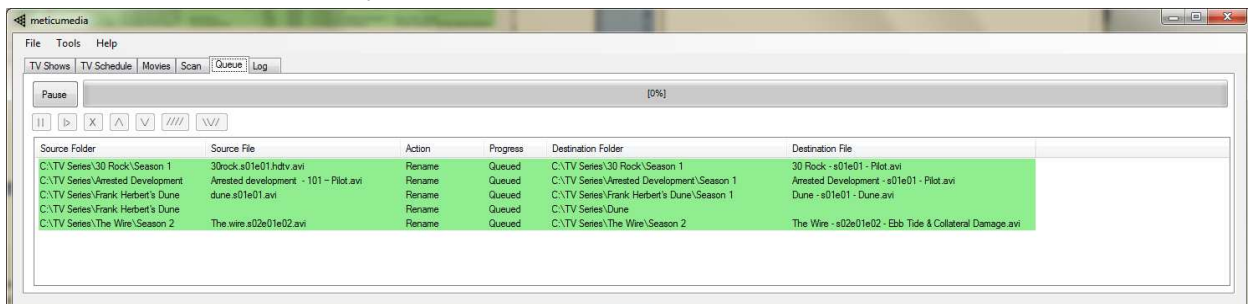 meticumedia
File Tools Help
TV Shows TV Schedule Movies Scan Queue Log
Pause [0%]
Source Folder Source File Action Progress Destination Folder Destination File
C:\TV Series\30 Rock\Season 1 30rock.s01e01.hdtv.avi Rename Queued C:\TV Series\30 Rock\Season 1 30 Rock - s01e01 - Pilot.avi
C:\TV Series\Arrested Development Arrested development - 101 – Pilot.avi Rename Queued C:\TV Series\Arrested Development\Season 1 Arrested Development - s01e01 - Pilot.avi
C:\TV Series\Frank Herbert's Dune dune.s01e01.avi Rename Queued C:\TV Series\Frank Herbert's Dune\Season 1 Dune - s01e01 - Dune.avi
C:\TV Series\Frank Herbert's Dune Rename Queued C:\TV Series\Dune
C:\TV Series\The Wire\Season 2 The.wire.s02e01e02.avi Rename Queued C:\TV Series\The Wire\Season 2 The Wire - s02e01e02 - Ebb Tide & Collateral Damage.avi